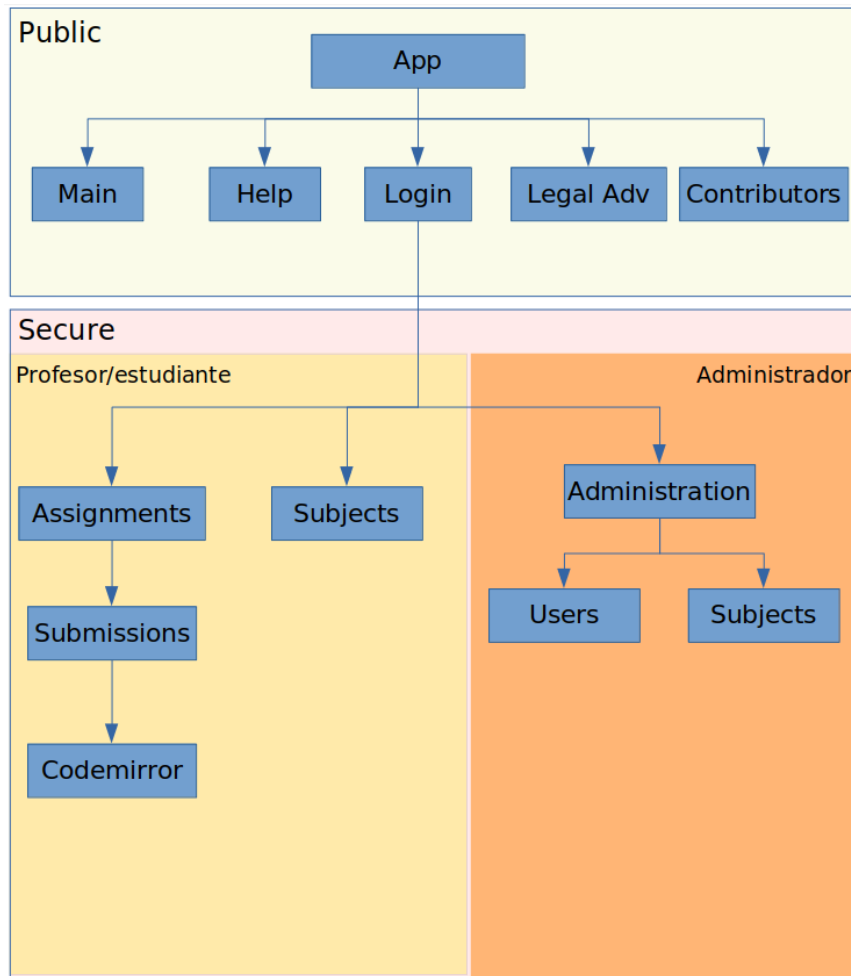 Public
App
Main
Help
Login
Legal Adv
Contributors
Secure
Profesor/estudiante
Administrador
Assignments
Subjects
Administration
Submissions
Users
Subjects
Codemirror